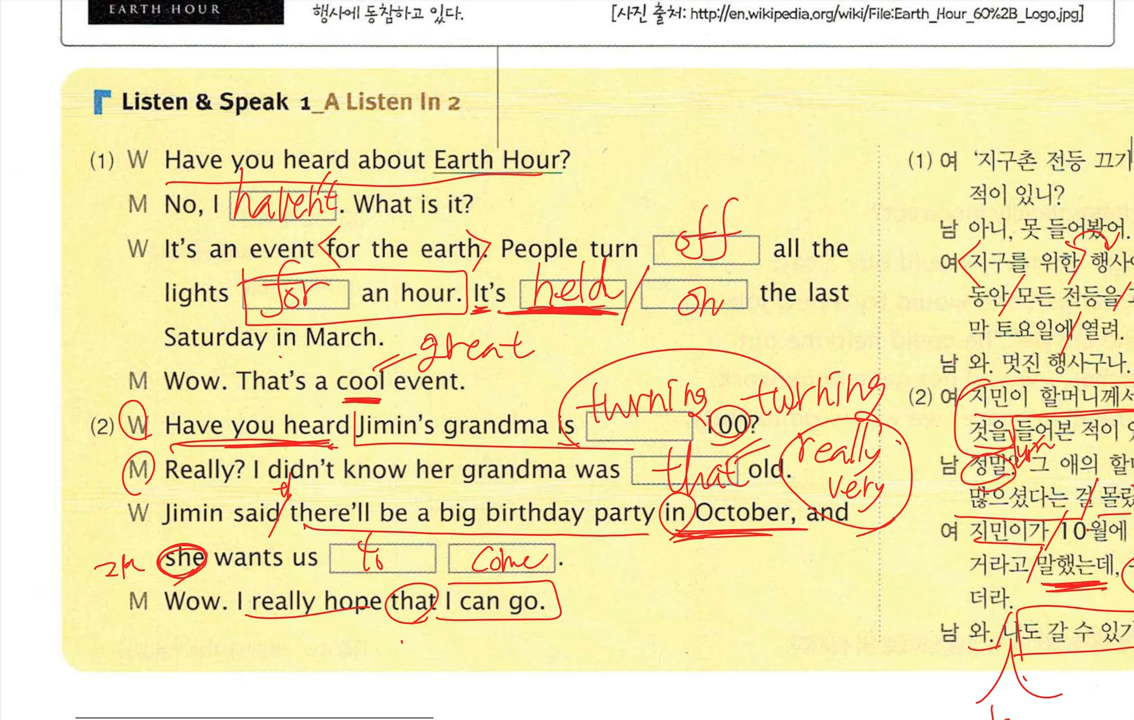 EARTH HOUR
행사에 동참하고 있다.
[사진 출처: http://en.wikipedia.org/wiki/File:Earth_Hour_60%2B_Logo.jpg]
Listen & Speak 1_A Listen In 2
(1) W Have you heard about Earth Hour?
M No, I haven't. What is it?
W It's an event for the earth. People turn off all the
lights for an hour. It's held on the last
Saturday in March.
great
M Wow. That's a cool event.
(2) W Have you heard Jimin's grandma is turning 100?
turning
M Really? I didn't know her grandma was that old.
really
very
W Jimin said there'll be a big birthday party in October, and
she wants us to come.
M Wow. I really hope that I can go.
(1) 여 '지구촌 전등 끄기
적이 있니?
남 아니, 못 들어봤어.
여 지구를 위한 행사
동안 모든 전등을
막 토요일에 열려.
남 와. 멋진 행사구나.
(2) 여 지민이 할머니께서
것을 들어본 적이
남 정말? 그 애의 할
많으셨다는 걸 몰랐
여 지민이가 10월에
거라고 말했는데,
더라.
남 와. 나도 갈 수 있기